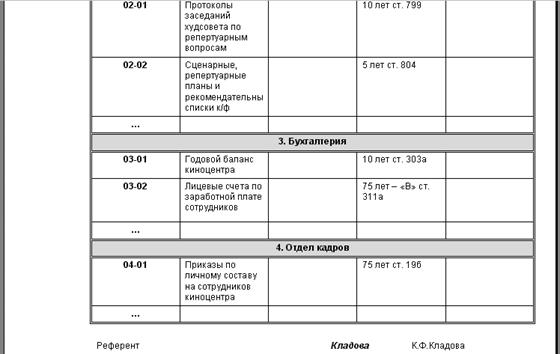 02-01 Протоколы 10 лет ст. 799
заседаний
худсовета по
репертуарным
вопросам
02-02 Сценарные, 5 лет ст. 804
репертуарные
планы и
рекомендательны
списки к/ф
...
3. Бухгалтерия
03-01 Годовой баланс 10 лет ст. 303а
киноцентра
03-02 Лицевые счета по 75 лет – «В» ст.
заработной плате 311а
сотрудников
...
4. Отдел кадров
04-01 Приказы по 75 лет ст. 19б
личному составу
на сотрудников
киноцентра
...
Референт Кладова К.Ф.Кладова